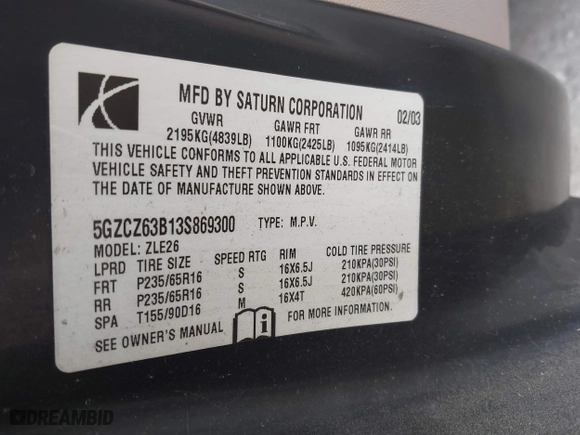 MFD BY SATURN CORPORATION 02/03
GVWR GAWR FRT GAWR RR
2195KG(4839LB) 1100KG(2425LB) 1095KG(2414LB)
THIS VEHICLE CONFORMS TO ALL APPLICABLE U.S. FEDERAL MOTOR
VEHICLE SAFETY AND THEFT PREVENTION STANDARDS IN EFFECT ON
THE DATE OF MANUFACTURE SHOWN ABOVE.
5GZCZ63B13S869300 TYPE: M.P.V.
MODEL: ZLE26
LPRD TIRE SIZE SPEED RTG RIM COLD TIRE PRESSURE
FRT P235/65R16 S 16X6.5J 210KPA(30PSI)
RR P235/65R16 S 16X6.5J 210KPA(30PSI)
SPA T155/90D16 M 16X4T 420KPA(60PSI)
SEE OWNER'S MANUAL FOR MORE INFORMATION.
DREAMBID